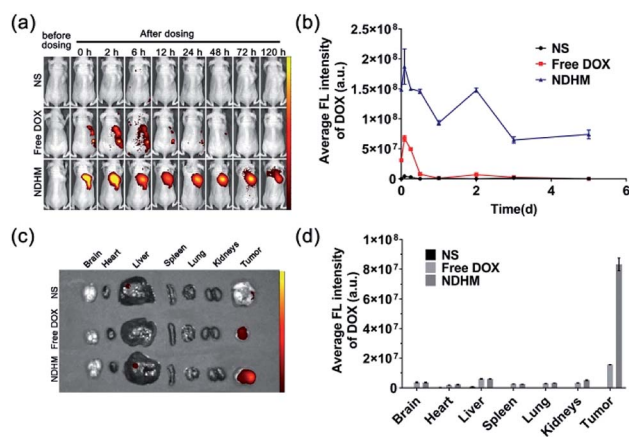 (a)
before dosing
After dosing
0 h 2 h 6 h 12 h 24 h 48 h 72 h 120 h
NS
Free DOX
NDHM
(b)
Average FL intensity
of DOX (a.u.)
2.5×10⁸
2.0×10⁸
1.5×10⁸
1.0×10⁸
5.0×10⁷
0
0 2 4 6
Time(d)
NS
Free DOX
NDHM
(c)
Brain Heart Liver Spleen Lung Kidneys Tumor
NS
Free DOX
NDHM
(d)
Average FL intensity
of DOX (a.u.)
1×10⁸
8×10⁷
6×10⁷
4×10⁷
2×10⁷
0
NS
Free DOX
NDHM
Brain Heart Liver Spleen Lung Kidneys Tumor